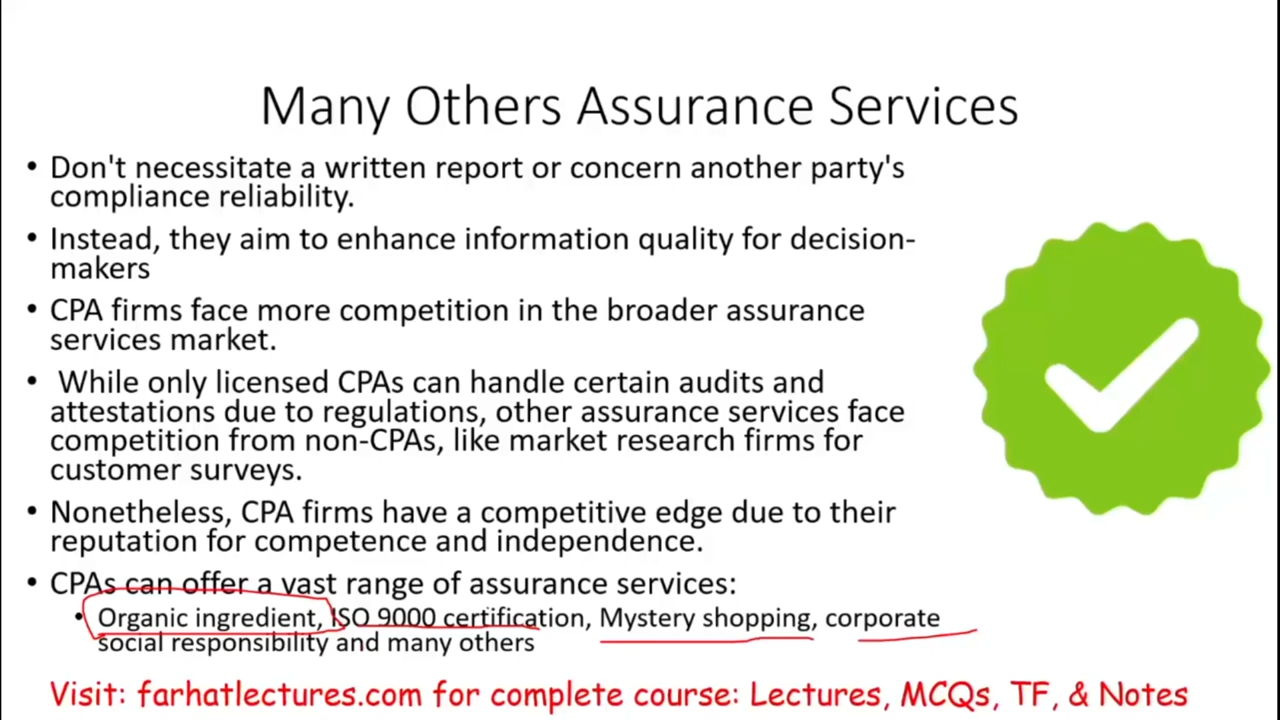 Many Others Assurance Services
• Don't necessitate a written report or concern another party's
compliance reliability.
• Instead, they aim to enhance information quality for decision-
makers
• CPA firms face more competition in the broader assurance
services market.
• While only licensed CPAs can handle certain audits and
attestations due to regulations, other assurance services face
competition from non-CPAs, like market research firms for
customer surveys.
• Nonetheless, CPA firms have a competitive edge due to their
reputation for competence and independence.
• CPAs can offer a vast range of assurance services:
• Organic ingredient, ISO 9000 certification, Mystery shopping, corporate
social responsibility and many others
Visit: farhatlectures.com for complete course: Lectures, MCQs, TF, & Notes